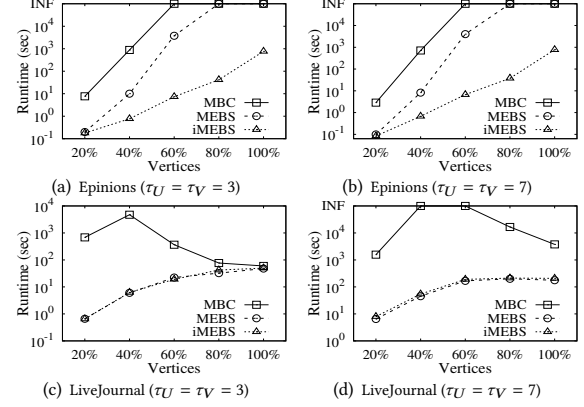 INF
10^4
10^3
10^2
10^1
10^0
10^-1
Runtime (sec)
MBC
MEBS
iMEBS
20% 40% 60% 80% 100%
Vertices
(a) Epinions (τU = τV = 3)
INF
10^4
10^3
10^2
10^1
10^0
10^-1
Runtime (sec)
MBC
MEBS
iMEBS
20% 40% 60% 80% 100%
Vertices
(b) Epinions (τU = τV = 7)
10^4
10^3
10^2
10^1
10^0
10^-1
Runtime (sec)
MBC
MEBS
iMEBS
20% 40% 60% 80% 100%
Vertices
(c) LiveJournal (τU = τV = 3)
INF
10^4
10^3
10^2
10^1
10^0
Runtime (sec)
MBC
MEBS
iMEBS
20% 40% 60% 80% 100%
Vertices
(d) LiveJournal (τU = τV = 7)